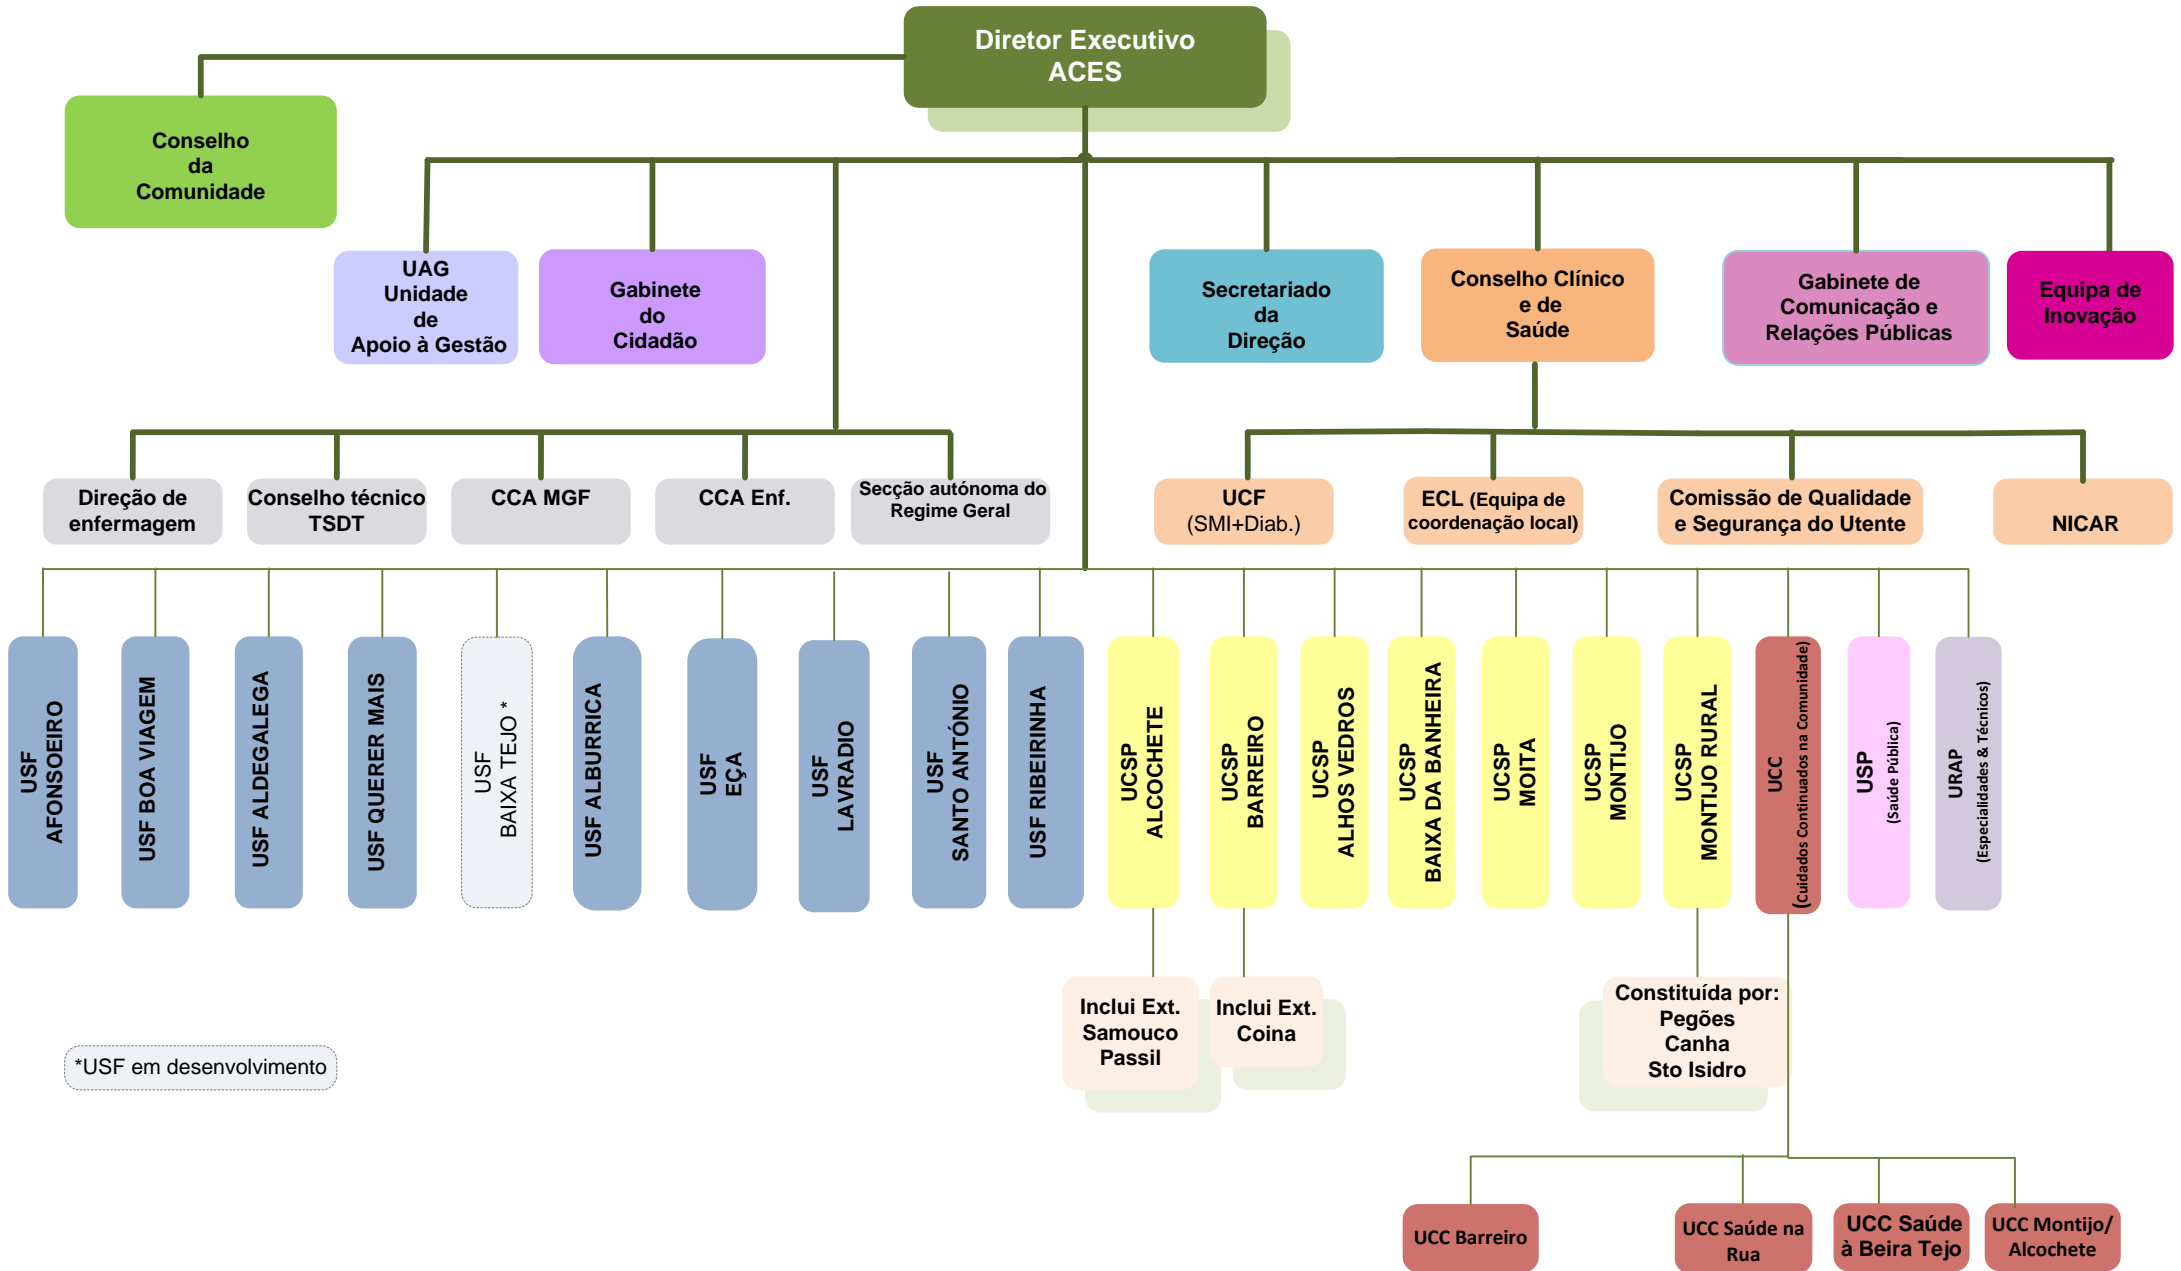 Diretor Executivo
ACES
Conselho
da
Comunidade
UAG
Unidade
de
Apoio à Gestão
Gabinete
do
Cidadão
Secretariado
da
Direção
Conselho Clínico
e de
Saúde
Gabinete de
Comunicação e
Relações Públicas
Equipa de
Inovação
Direção de
enfermagem
Conselho técnico
TSDT
CCA MGF
CCA Enf.
Secção autónoma do
Regime Geral
UCF
(SMI+Diab.)
ECL (Equipa de
coordenação local)
Comissão de Qualidade
e Segurança do Utente
NICAR
USF
AFONSOEIRO
USF BOA VIAGEM
USF ALDEGALEGA
USF QUERER MAIS
USF
BAIXA TEJO *
USF ALBURRICA
USF
EÇA
USF
LAVRADIO
USF
SANTO ANTÓNIO
USF RIBEIRINHA
UCSP
ALCOCHETE
UCSP
BARREIRO
UCSP
ALHOS VEDROS
UCSP
BAIXA DA BANHEIRA
UCSP
MOITA
UCSP
MONTIJO
UCSP
MONTIJO RURAL
UCC
(cuidados Continuados na Comunidade)
USP
(Saúde Pública)
URAP
(Especialidades & Técnicos)
Inclui Ext.
Samouco
Passil
Inclui Ext.
Coina
Constituída por:
Pegões
Canha
Sto Isidro
*USF em desenvolvimento
UCC Barreiro
UCC Saúde na
Rua
UCC Saúde
à Beira Tejo
UCC Montijo/
Alcochete